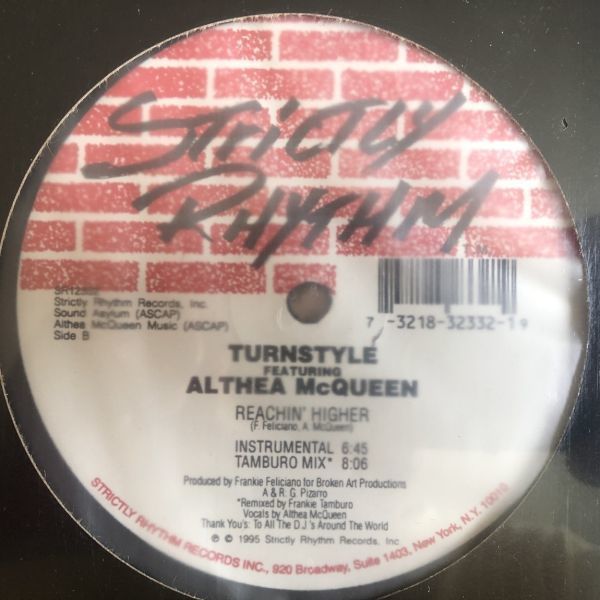 Strictly
Rhythm
T.M.
Strictly Rhythm Records, Inc.
Sound Asylum (ASCAP)
Althea McQueen Music (ASCAP)
Side B
7 -3218-32332-1 9
TURNSTYLE
FEATURING
ALTHEA McQUEEN
REACHIN' HIGHER
(F. Feliciano, A. McQueen)
INSTRUMENTAL 6:45
TAMBURO MIX* 8:06
Produced by Frankie Feliciano for Broken Art Productions
A & R: G. Pizarro
*Remixed by Frankie Tamburo
Vocals by Althea McQueen
Thank You's: To All The D.J.'s Around The World
℗ © 1995 Strictly Rhythm Records, Inc.
STRICTLY RHYTHM RECORDS INC., 920 Broadway, Suite 1403, New York, N.Y. 10010